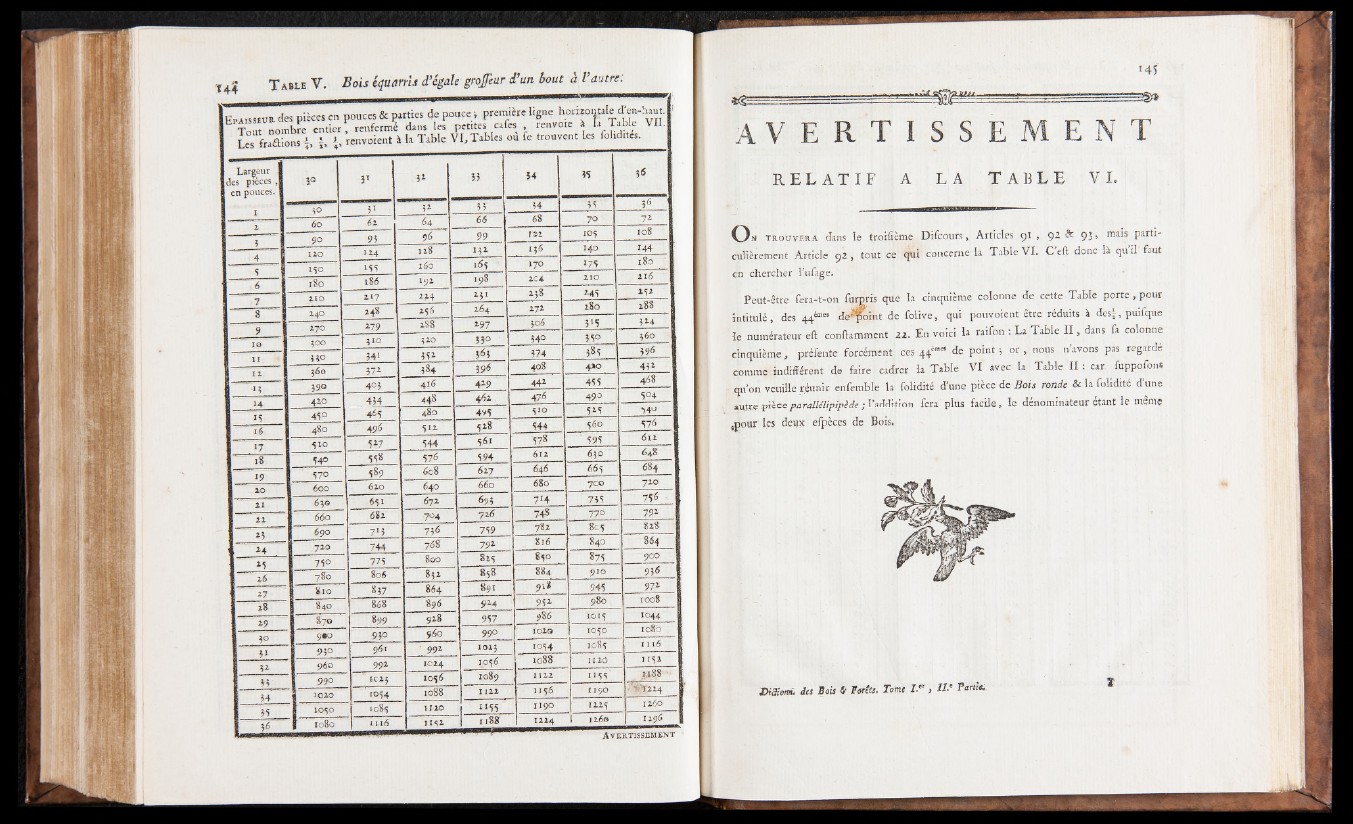 144 TABLE V. Bois équarris d'égale groſſeur d'un bout à l'autre.
EPAISSEUR des pièces en pouces & parties de pouce ; première ligne horizontale d'en-haut.
Tout nombre entier, renfermé dans les petites caſes, renvoie à la Table VII.
Les fractions ¼, ½, ¾, renvoient à la Table VI, Tables où ſe trouvent les ſolidités.
Largeur
des pièces,
en pouces.
30 31 32 33 34 35 36
1 30 31 32 33 34 35 36
2 60 62 64 66 68 70 72
3 90 93 96 99 122 105 108
4 120 124 128 132 136 140 144
5 150 155 160 165 170 175 180
6 180 186 192 198 204 210 216
7 210 217 224 231 238 245 252
8 240 248 256 264 272 280 288
9 270 279 288 297 306 315 324
10 300 310 320 330 340 350 360
11 330 341 352 363 374 385 396
12 360 372 384 396 408 420 432
13 390 403 416 429 442 455 468
14 420 434 448 462 476 490 504
15 450 465 480 495 510 525 540
16 480 496 512 528 544 560 576
17 510 527 544 561 578 595 612
18 540 558 576 594 612 630 648
19 570 589 608 627 646 665 684
20 600 620 640 660 680 700 720
21 630 651 672 693 714 735 756
22 660 682 704 726 748 770 792
23 690 713 736 759 782 805 828
24 720 744 768 792 816 840 864
25 750 775 800 825 850 875 900
26 780 806 832 858 884 910 936
27 810 837 864 891 918 945 972
28 840 868 896 924 952 980 1008
29 870 899 928 957 986 1015 1044
30 900 930 960 990 1020 1050 1080
31 930 961 992 1023 1054 1085 1116
32 960 992 1024 1056 1088 1120 1152
33 990 1023 1056 1089 1122 1155 1188
34 1020 1054 1088 1122 1156 1190 1224
35 1050 1085 1120 1155 1190 1225 1260
36 1080 1116 1152 1188 1224 1260 1296
AVERTISSEMENT
145
AVERTISSEMENT
RELATIF A LA TABLE VI.
ON TROUVERA dans le troiſième Diſcours, Articles 91, 92 & 93, mais parti-
culièrement Article 92, tout ce qui concerne la Table VI. C'eſt donc là qu'il faut
en chercher l'uſage.
Peut-être ſera-t-on ſurpris que la cinquième colonne de cette Table porte, pour
intitulé, des 44èmes de point de ſolive, qui pouvoient être réduits à des ½, puiſque
le numérateur eſt conſtamment 22. En voici la raiſon : La Table II, dans ſa colonne
cinquième, préſente forcément ces 44èmes de point ; or, nous n'avons pas regardé
comme indifférent de faire cadrer la Table VI avec la Table II : car ſuppoſons
qu'on veuille réunir enſemble la ſolidité d'une pièce de Bois ronde & la ſolidité d'une
autre pièce parallélipipède ; l'addition ſera plus facile, le dénominateur étant le même
pour les deux eſpèces de Bois.
Dictionn. des Bois & Forêts. Tome I.er, II.e Partie. T